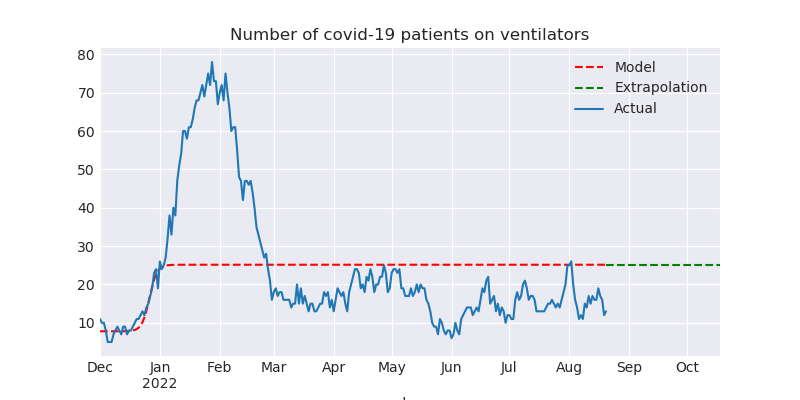 Number of covid-19 patients on ventilators
80
70
60
50
40
30
20
10
Model
Extrapolation
Actual
Dec Jan Feb Mar Apr May Jun Jul Aug Sep Oct
2022